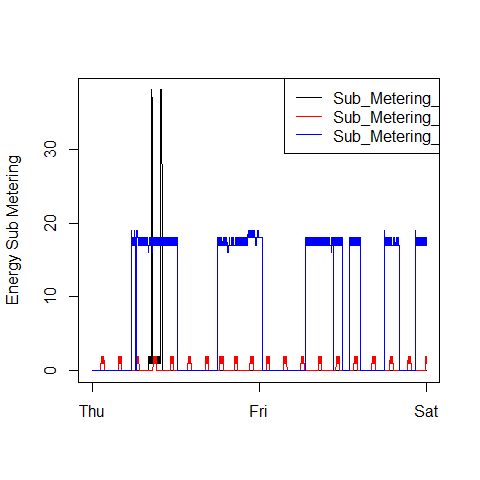 Sub_Metering_
Sub_Metering_
Sub_Metering_
Energy Sub Metering
30
20
10
0
Thu Fri Sat